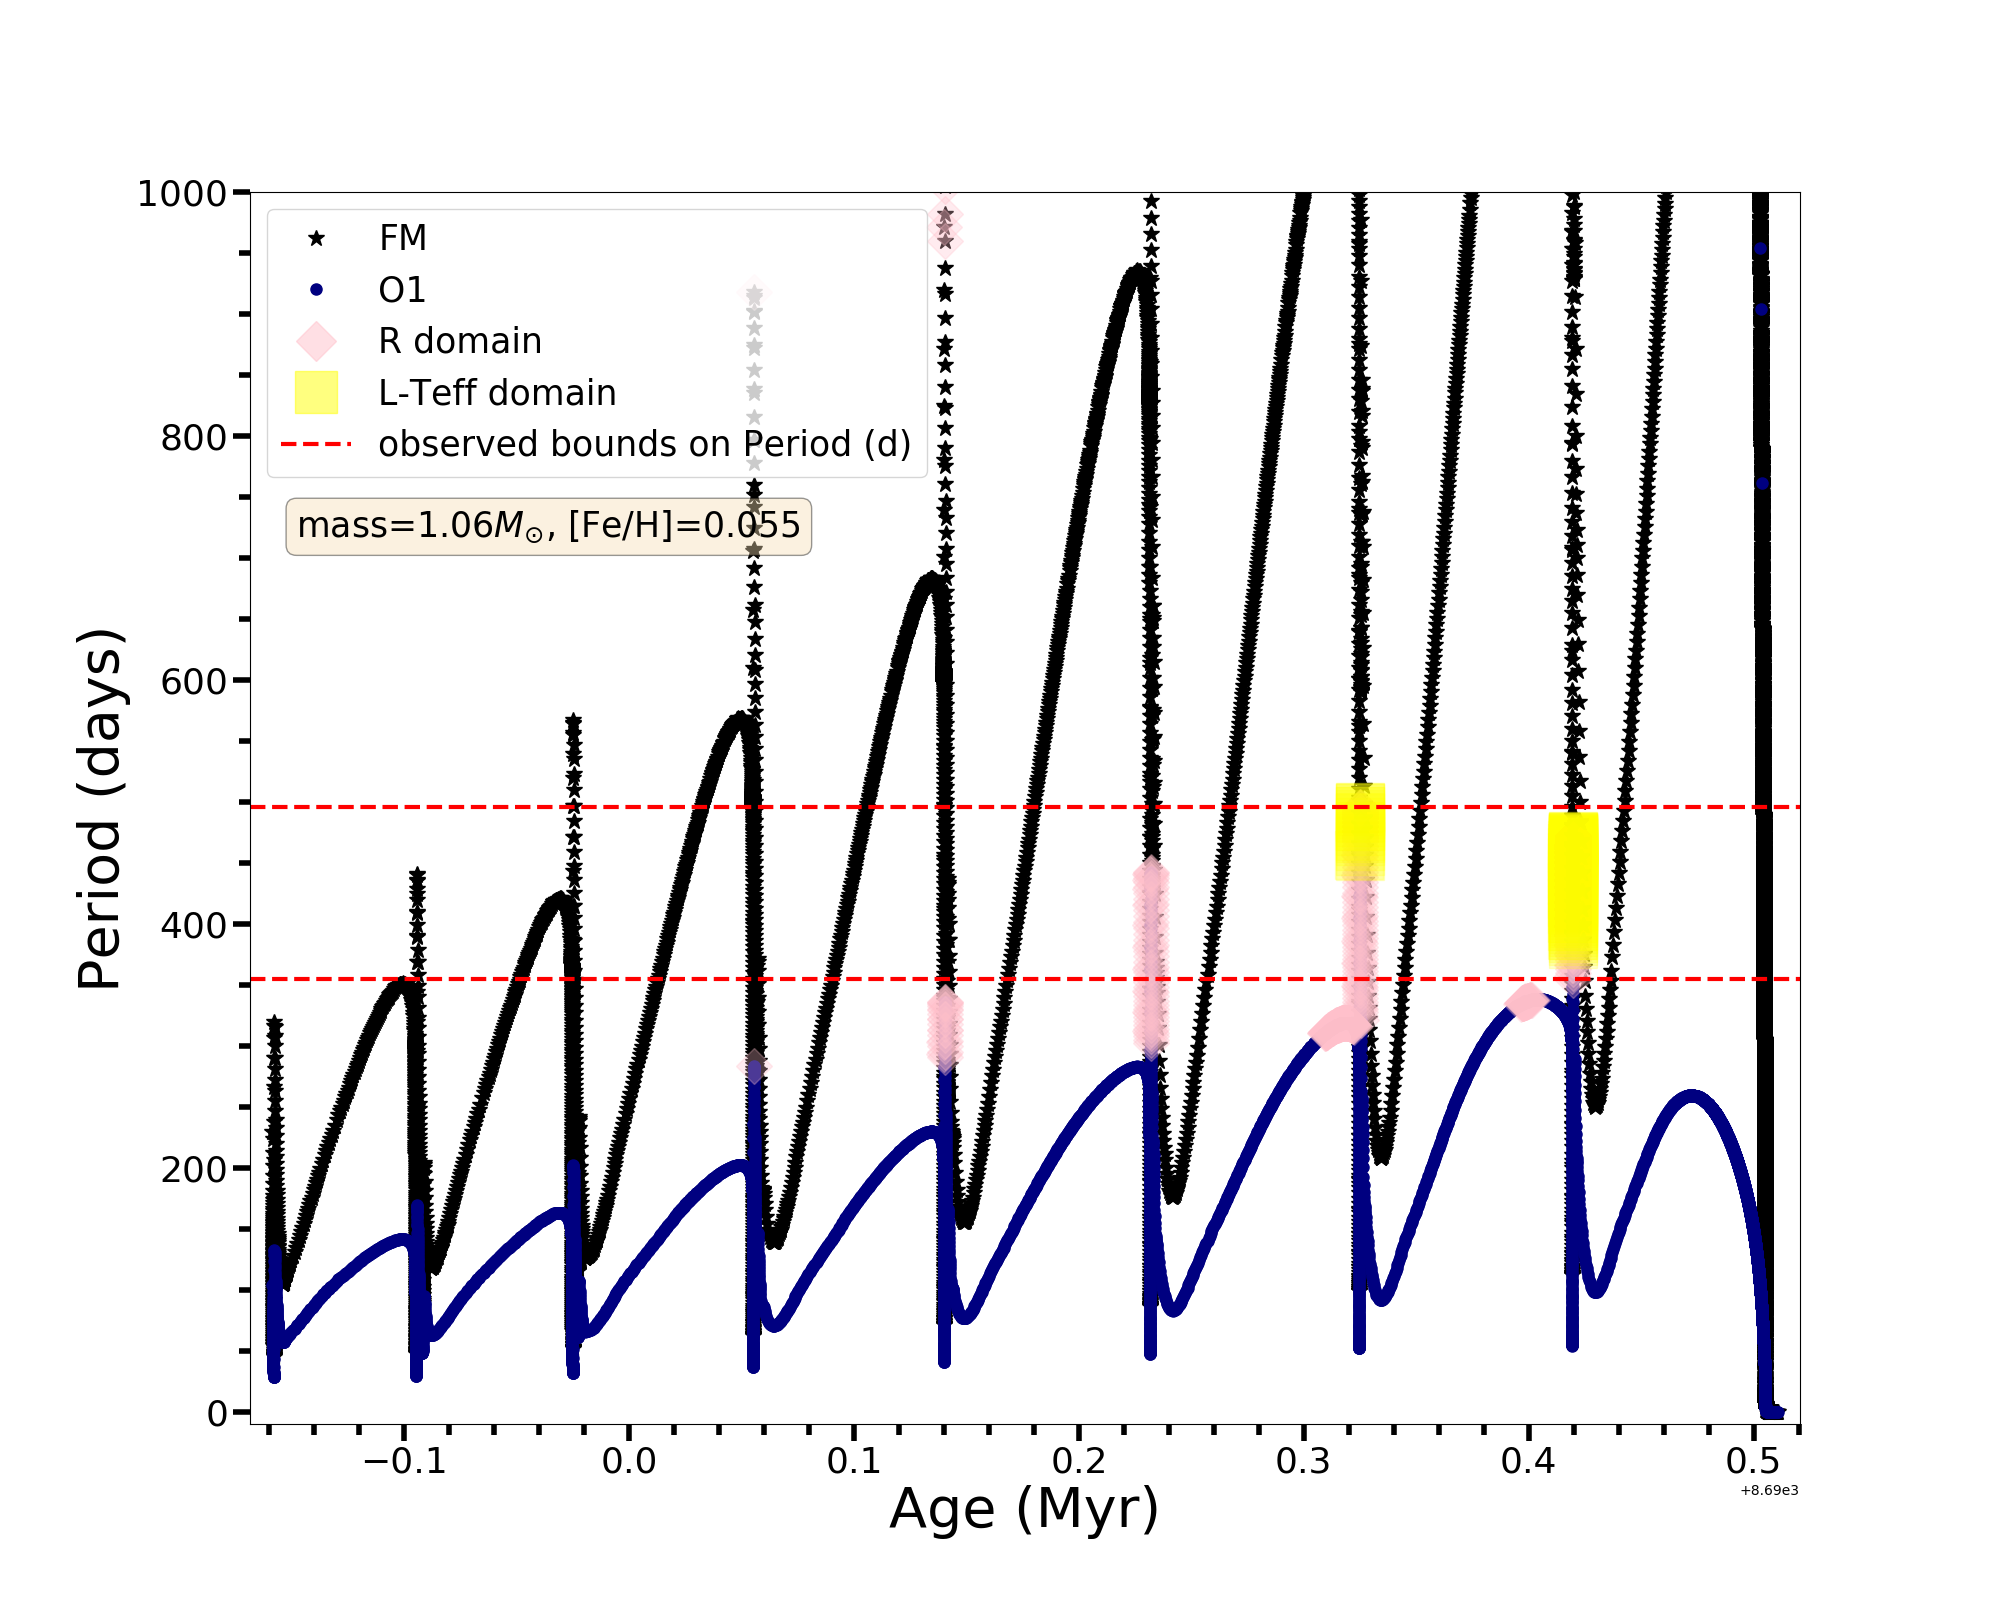 1000
800
600
400
200
0
Period (days)
FM
O1
R domain
L-Teff domain
observed bounds on Period (d)
mass=1.06M⊙, [Fe/H]=0.055
−0.1
0.0
0.1
0.2
0.3
0.4
0.5
+8.69e3
Age (Myr)